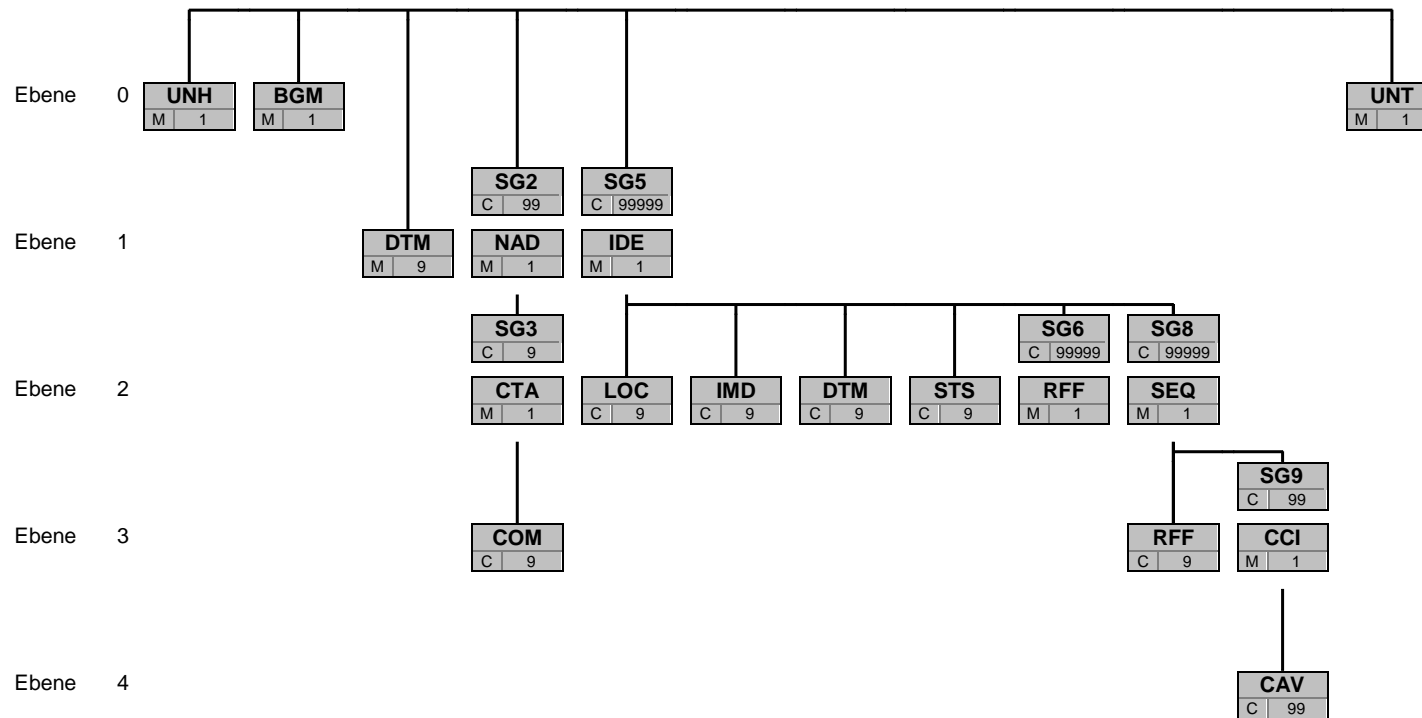 Ebene 0 UNH BGM UNT
M 1 M 1 M 1
SG2 SG5
C 99 C 99999
Ebene 1 DTM NAD IDE
M 9 M 1 M 1
SG3 SG6 SG8
C 9 C 99999 C 99999
Ebene 2 CTA LOC IMD DTM STS RFF SEQ
M 1 C 9 C 9 C 9 C 9 M 1 M 1
SG9
C 99
Ebene 3 COM RFF CCI
C 9 C 9 M 1
Ebene 4 CAV
C 99